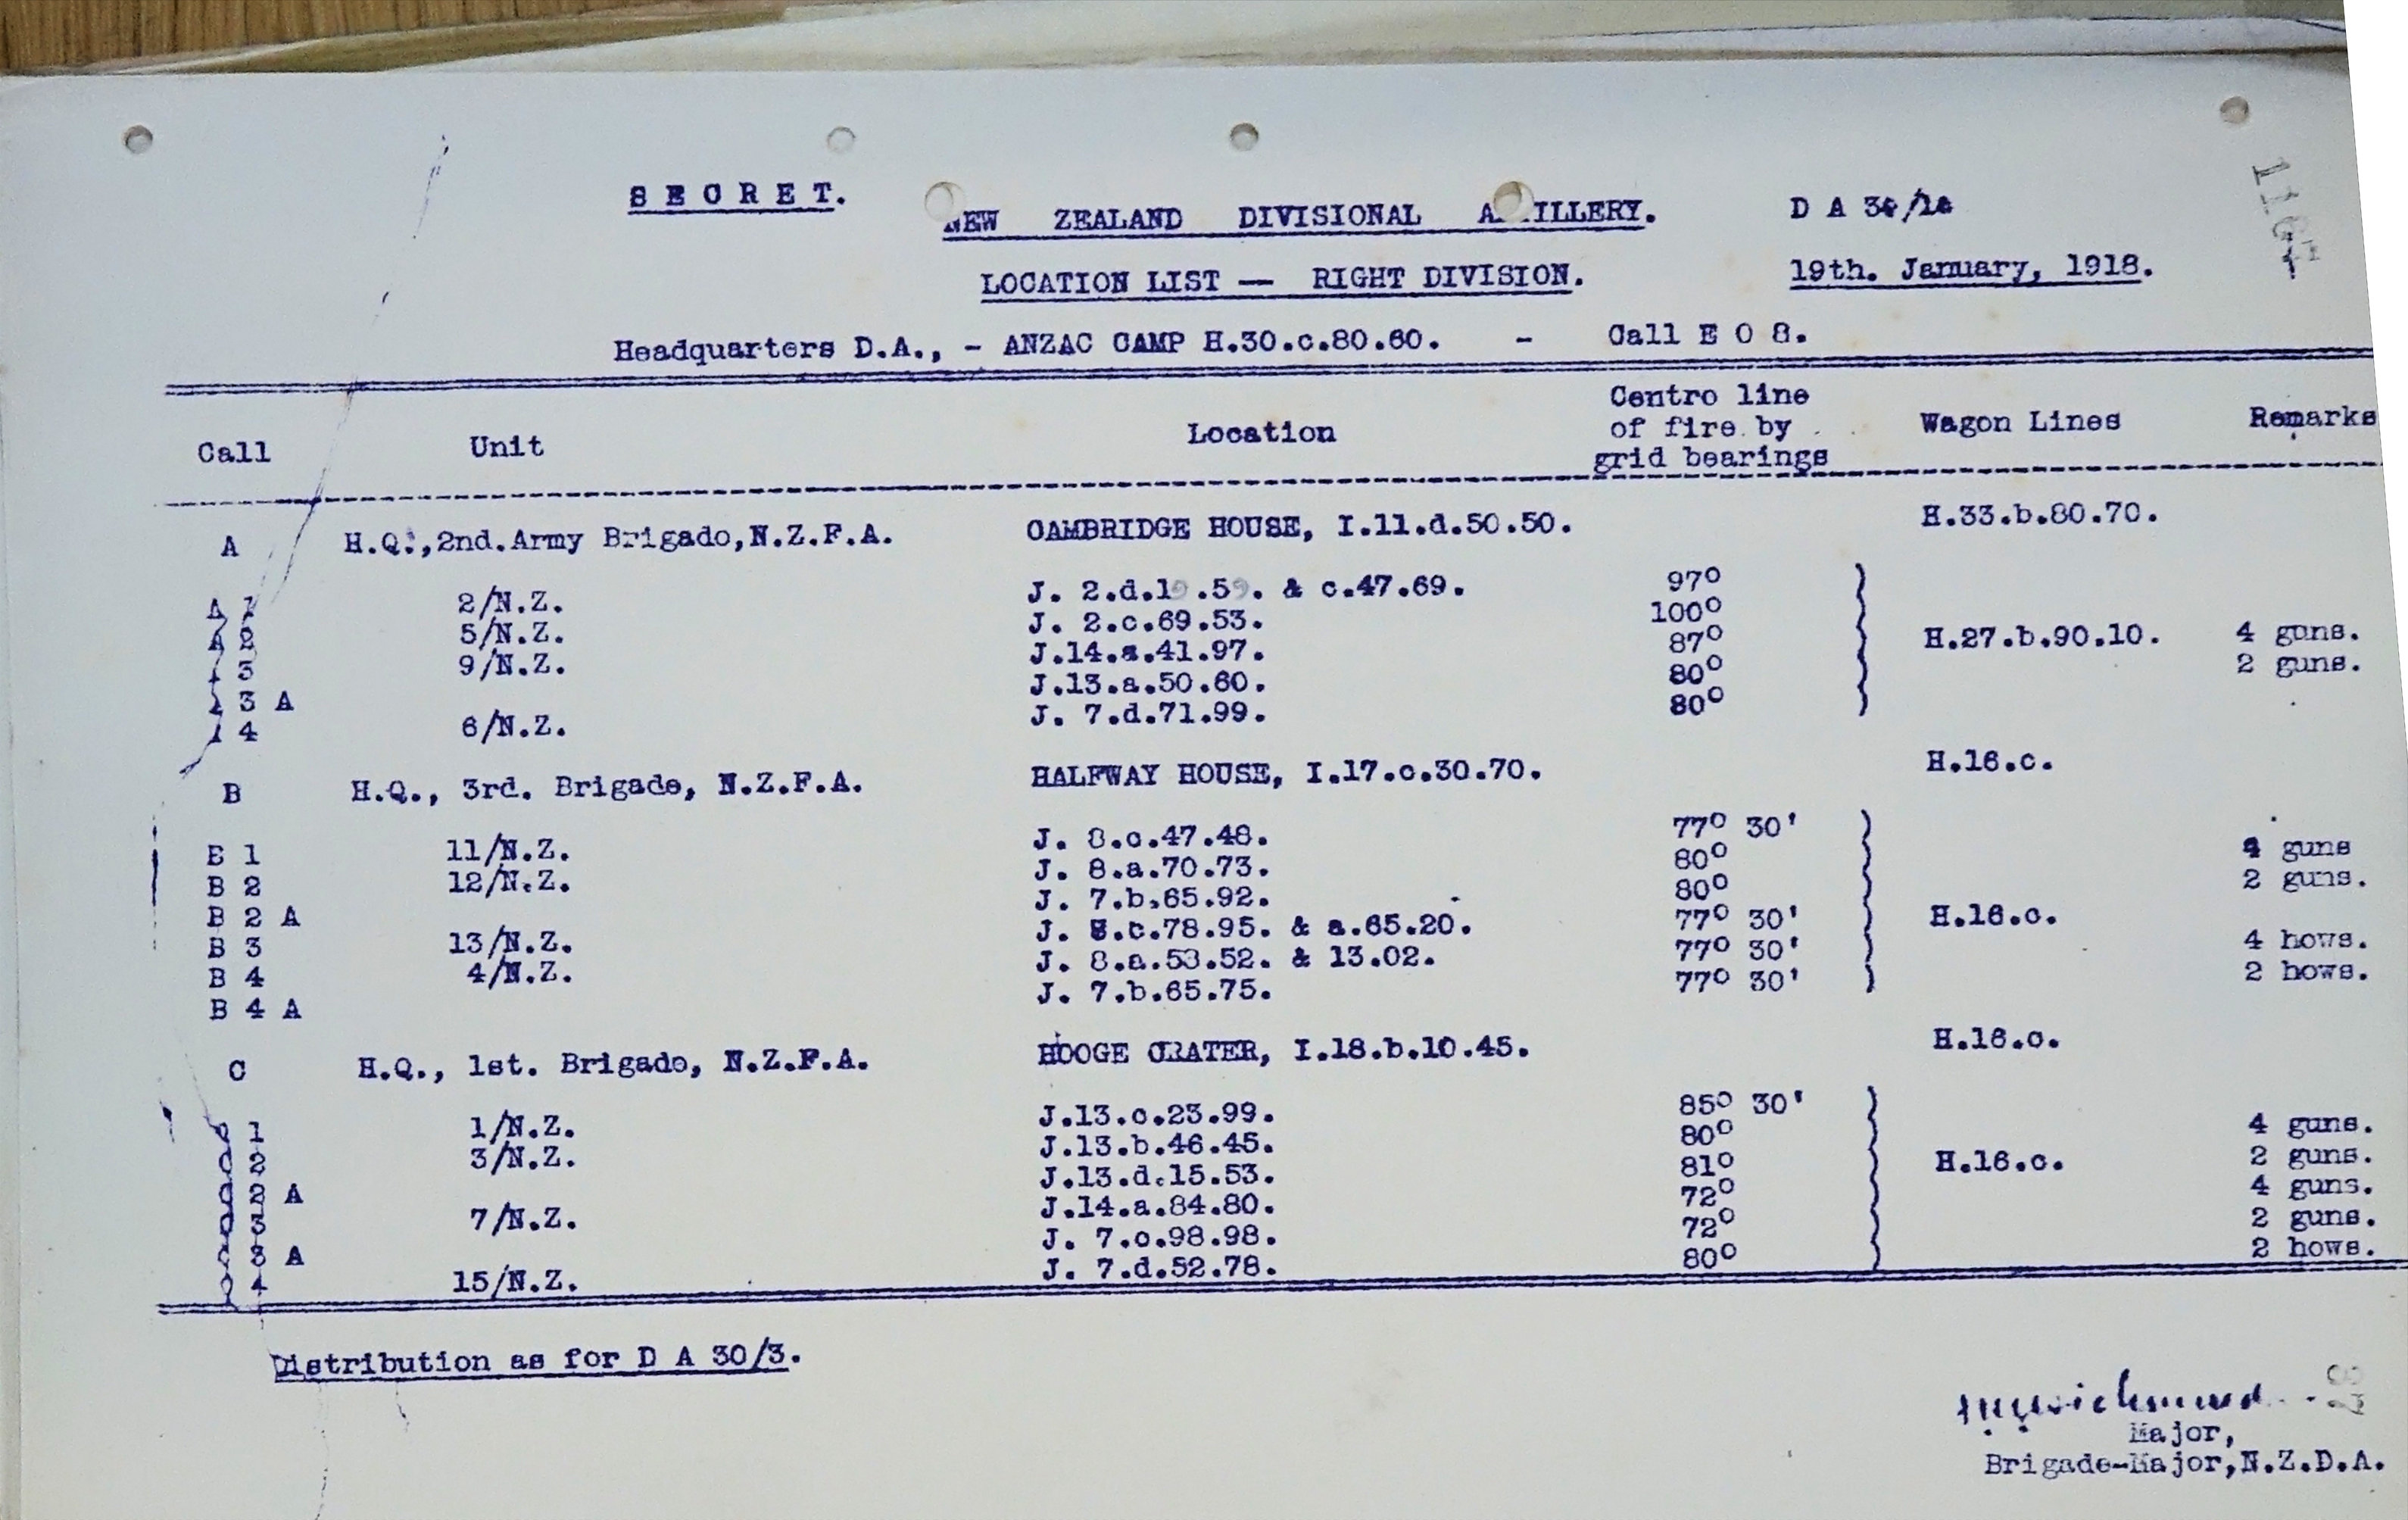 SECRET.
NEW ZEALAND DIVISIONAL ARTILLERY. D A 30/
LOCATION LIST — RIGHT DIVISION. 19th. January, 1918.
Headquarters D.A., - ANZAC CAMP H.30.c.80.60. - Call E O 8.
Call Unit Location Centre line of fire by grid bearings Wagon Lines Remarks
A H.Q.,2nd.Army Brigade,N.Z.F.A. CAMBRIDGE HOUSE, I.11.d.50.50. H.33.b.80.70.
A 1 2/N.Z. J. 2.d.19.59. & c.47.69. 97°
A 2 5/N.Z. J. 2.c.69.53. 100°
A 3 9/N.Z. J.14.a.41.97. 87° H.27.b.90.10. 4 guns.
A 3 A J.13.a.50.60. 80° 2 guns.
A 4 6/N.Z. J. 7.d.71.99. 80°
B H.Q., 3rd. Brigade, N.Z.F.A. HALFWAY HOUSE, I.17.c.30.70. H.16.c.
B 1 11/N.Z. J. 8.c.47.48. 77° 30'
B 2 12/N.Z. J. 8.a.70.73. 80° 4 guns
B 2 A J. 7.b.65.92. 80° 2 guns.
B 3 13/N.Z. J. 8.c.78.95. & a.65.20. 77° 30' H.16.c.
B 4 4/N.Z. J. 8.a.53.52. & 13.02. 77° 30' 4 hows.
B 4 A J. 7.b.65.75. 77° 30' 2 hows.
C H.Q., 1st. Brigade, N.Z.F.A. HOOGE CRATER, I.18.b.10.45. H.16.c.
C 1 1/N.Z. J.13.c.23.99. 85° 30'
C 2 3/N.Z. J.13.b.46.45. 80° 4 guns.
C 2 A J.13.d.15.53. 81° H.16.c. 2 guns.
C 3 7/N.Z. J.14.a.84.80. 72° 4 guns.
C 3 A J. 7.c.98.98. 72° 2 guns.
C 4 15/N.Z. J. 7.d.52.78. 80° 2 hows.
Distribution as for D A 30/3.
Major,
Brigade-Major,N.Z.D.A.